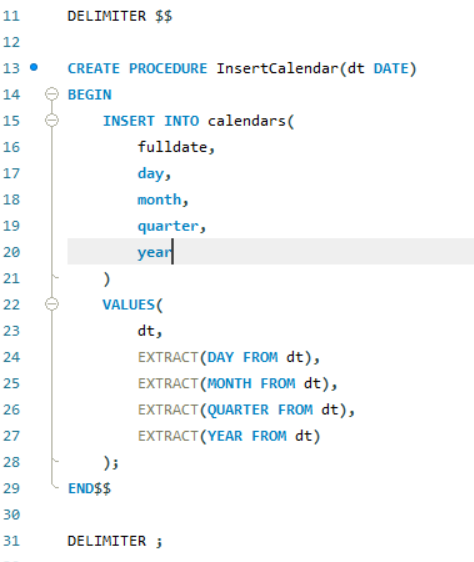 11 DELIMITER $$
12
13 CREATE PROCEDURE InsertCalendar(dt DATE)
14 BEGIN
15 INSERT INTO calendars(
16 fulldate,
17 day,
18 month,
19 quarter,
20 year
21 )
22 VALUES(
23 dt,
24 EXTRACT(DAY FROM dt),
25 EXTRACT(MONTH FROM dt),
26 EXTRACT(QUARTER FROM dt),
27 EXTRACT(YEAR FROM dt)
28 );
29 END$$
30
31 DELIMITER ;